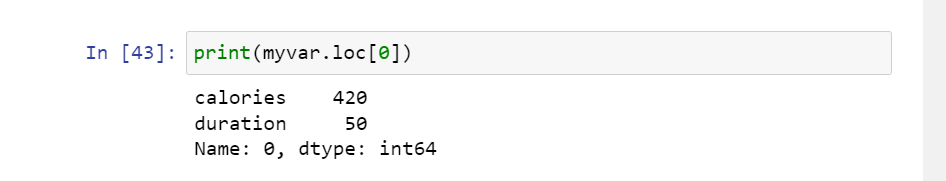 In [43]: print(myvar.loc[0])
calories    420
duration     50
Name: 0, dtype: int64